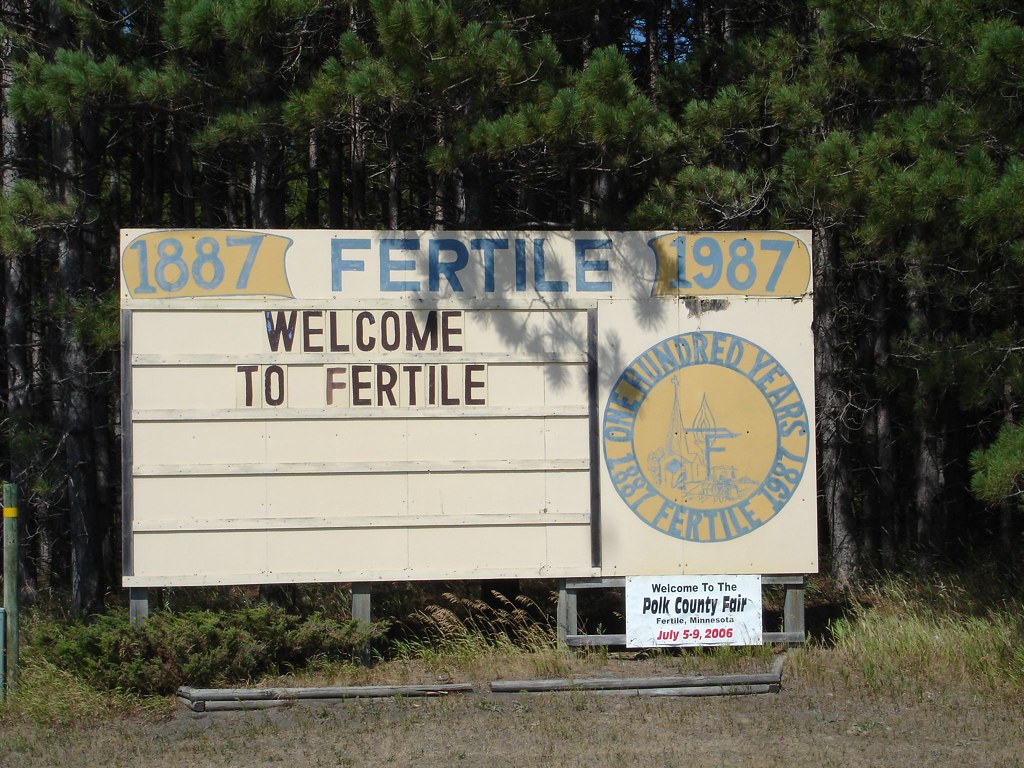 1887 FERTILE 1987
WELCOME
TO FERTILE
ONE HUNDRED YEARS
F
1887 FERTILE 1987
Welcome To The
Polk County Fair
Fertile, Minnesota
July 5-9, 2006